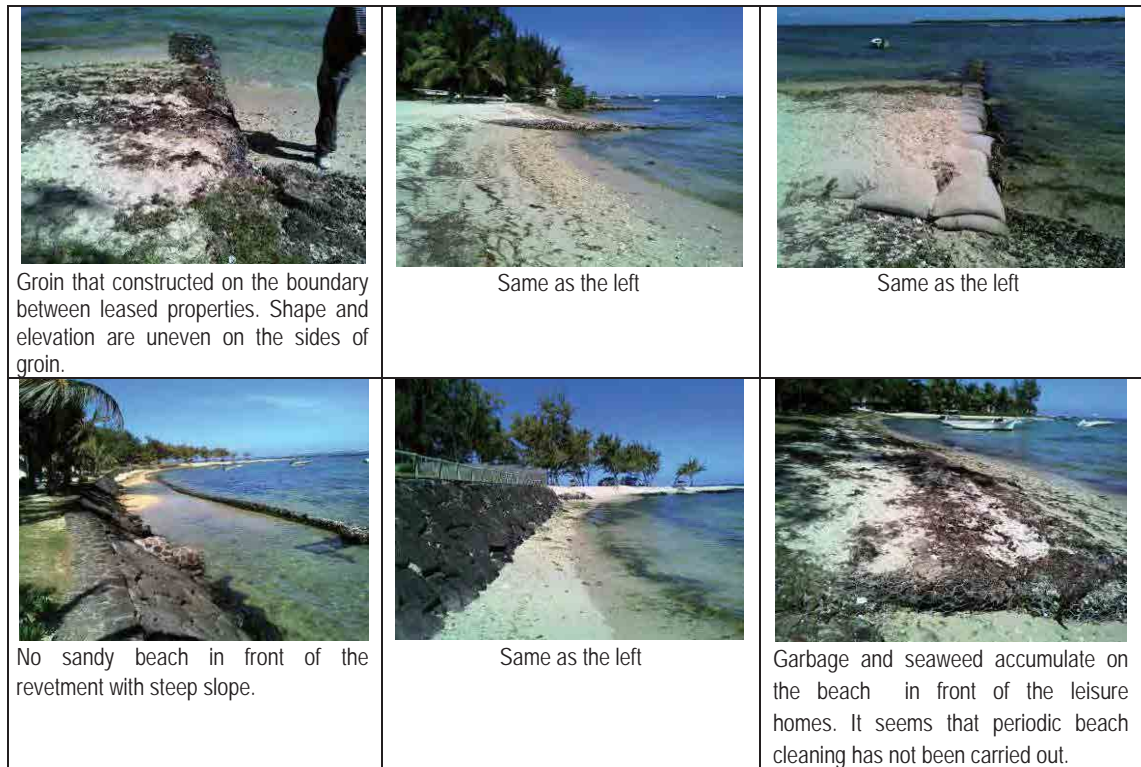 Groin that constructed on the boundary
between leased properties. Shape and
elevation are uneven on the sides of
groin.
Same as the left
Same as the left
No sandy beach in front of the
revetment with steep slope.
Same as the left
Garbage and seaweed accumulate on
the beach in front of the leisure
homes. It seems that periodic beach
cleaning has not been carried out.